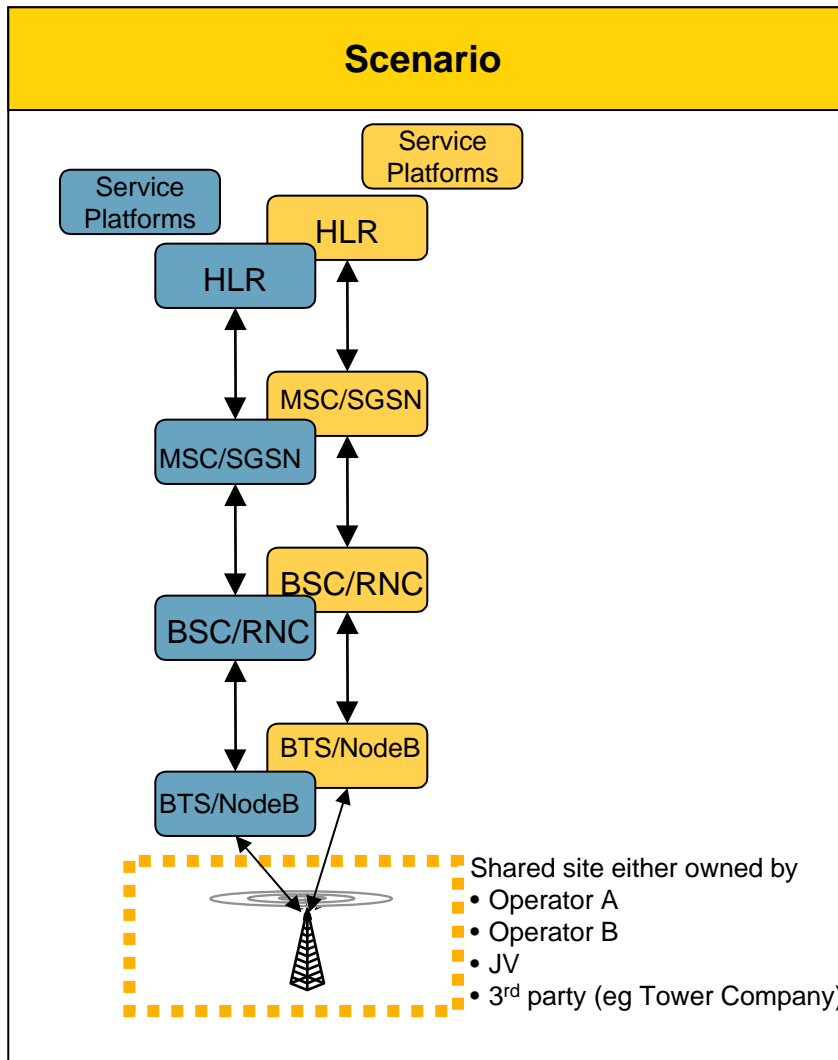 Scenario
Service
Platforms
Service
Platforms
HLR
HLR
MSC/SGSN
MSC/SGSN
BSC/RNC
BSC/RNC
BTS/NodeB
BTS/NodeB
Shared site either owned by
• Operator A
• Operator B
• JV
• 3rd party (eg Tower Company)